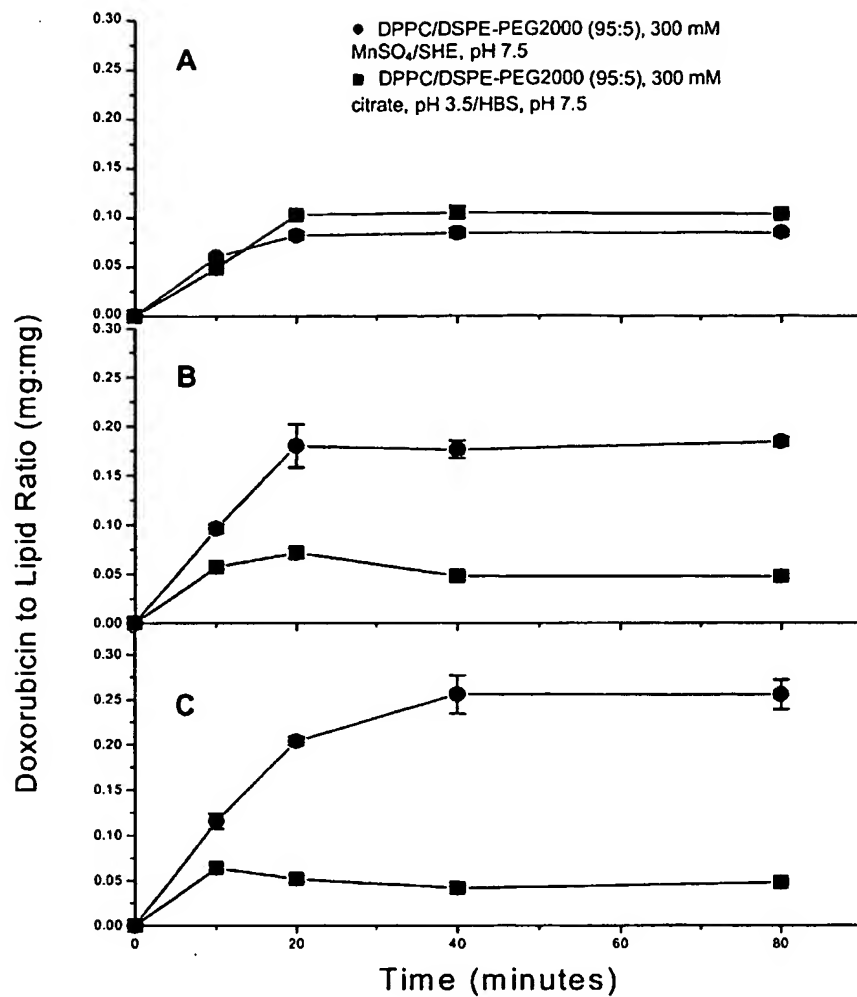 ● DPPC/DSPE-PEG2000 (95:5), 300 mM
MnSO₄/SHE, pH 7.5
■ DPPC/DSPE-PEG2000 (95:5), 300 mM
citrate, pH 3.5/HBS, pH 7.5
A
0.30
0.25
0.20
0.15
0.10
0.05
0.00
B
0.30
0.25
0.20
0.15
0.10
0.05
0.00
C
0.30
0.25
0.20
0.15
0.10
0.05
0.00
0 20 40 60 80
Doxorubicin to Lipid Ratio (mg:mg)
Time (minutes)